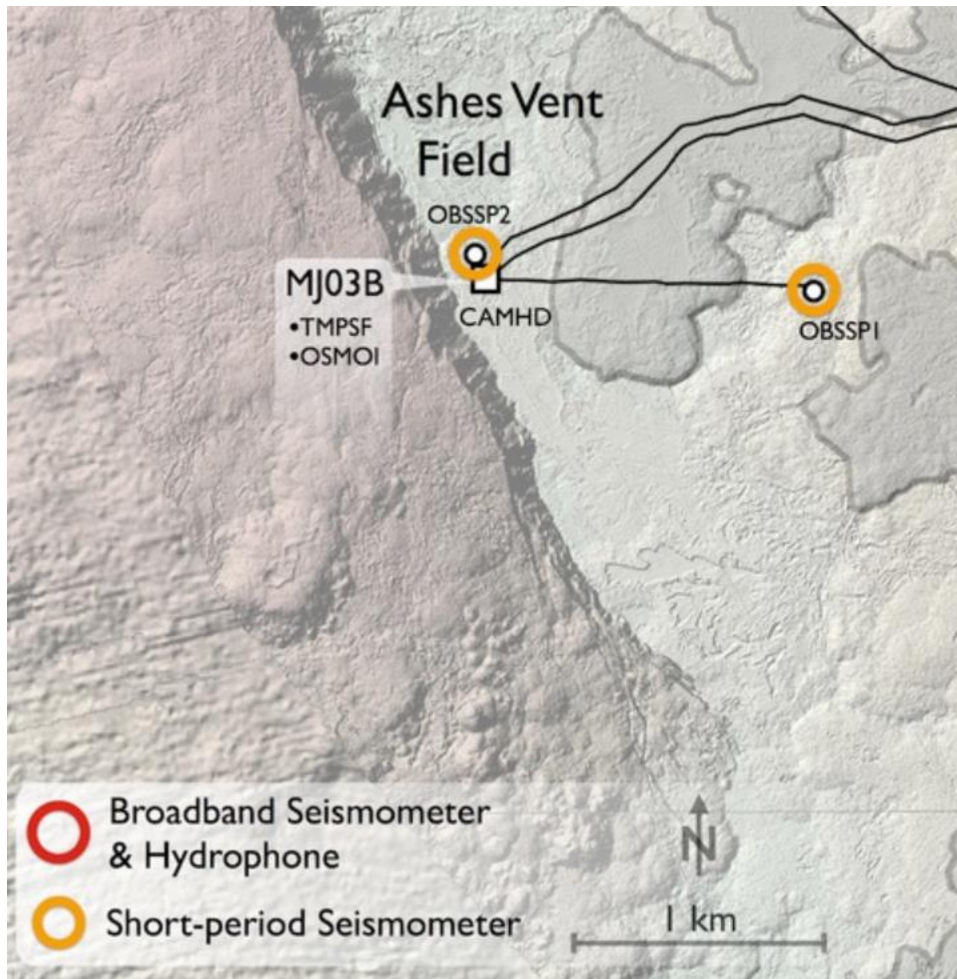 Ashes Vent
Field
OBSSP2
MJ03B
•TMPSF
•OSMOI
CAMHD
OBSSP1
Broadband Seismometer
& Hydrophone
Short-period Seismometer
N
1 km